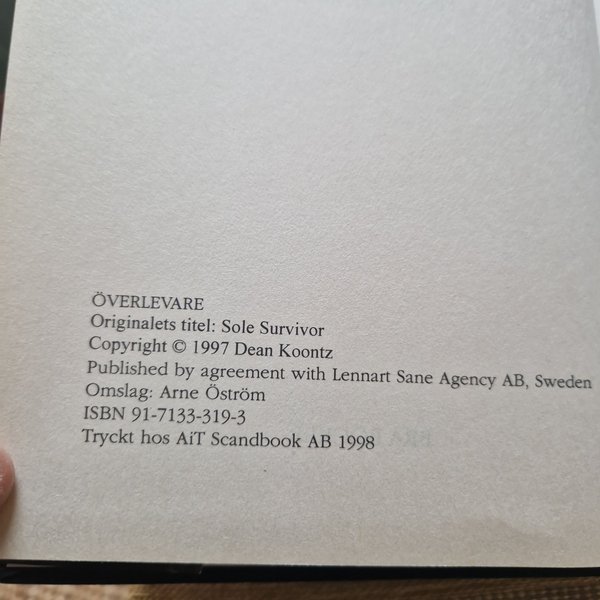 ÖVERLEVARE
Originalets titel: Sole Survivor
Copyright © 1997 Dean Koontz
Published by agreement with Lennart Sane Agency AB, Sweden
Omslag: Arne Öström
ISBN 91-7133-319-3
Tryckt hos AiT Scandbook AB 1998